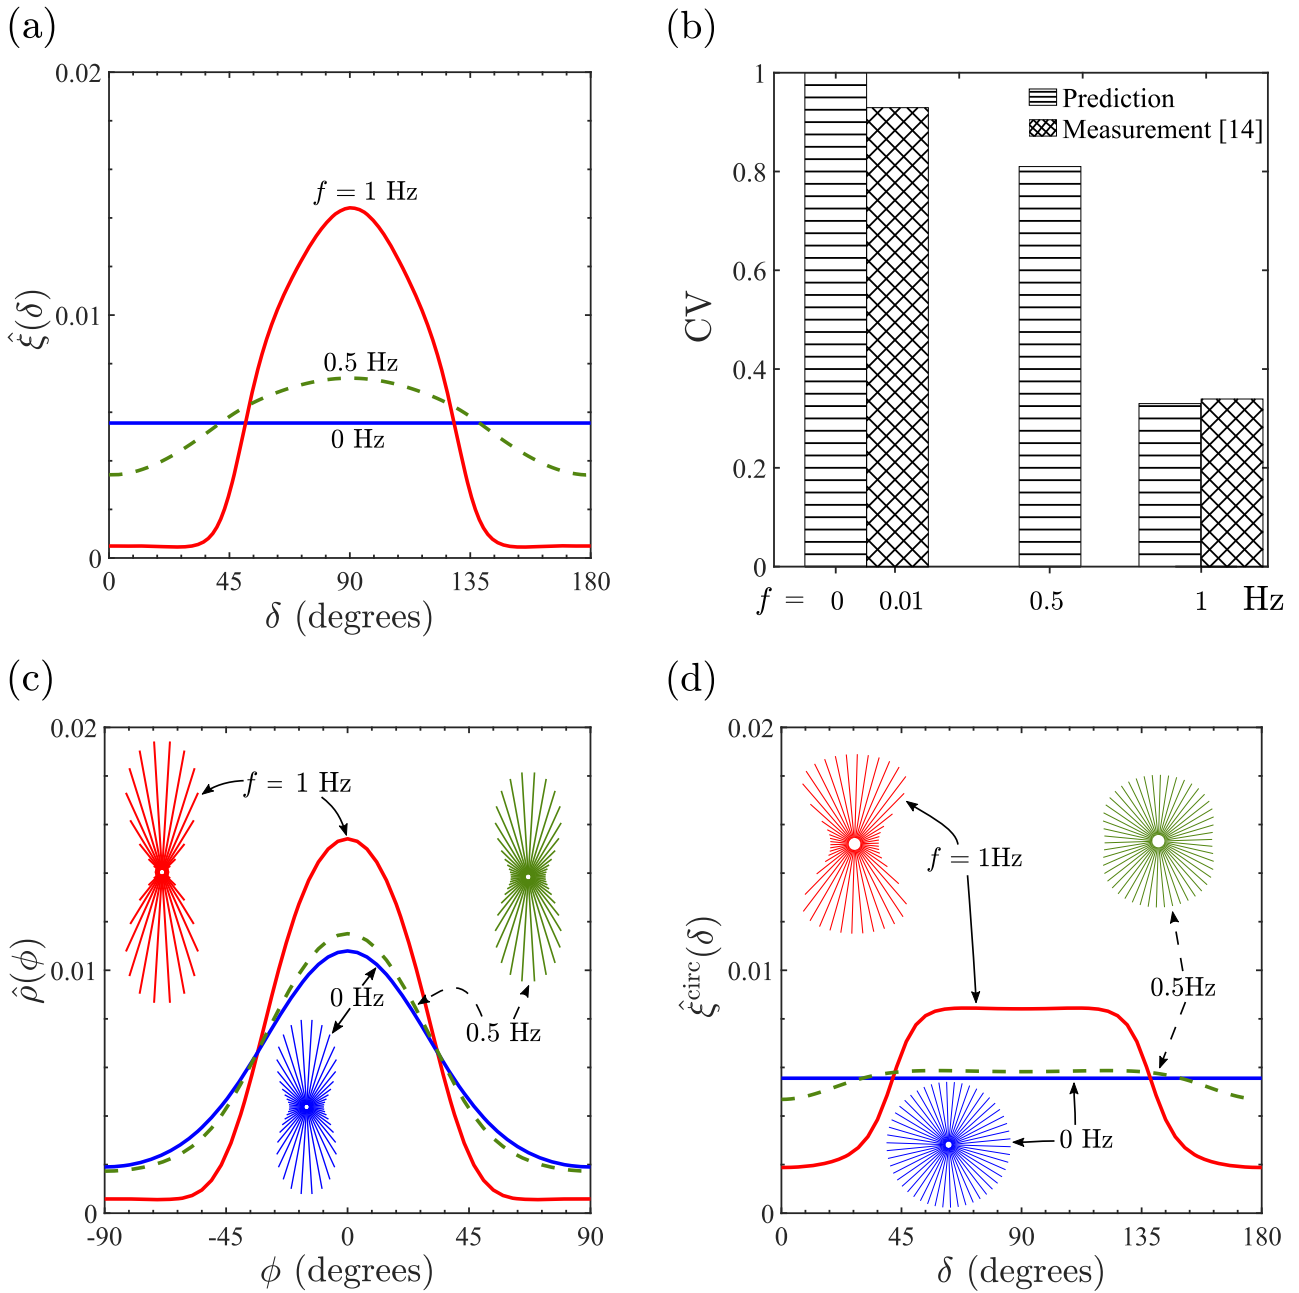 (a)
0.02
0.01
0
ξ̂(δ)
f = 1 Hz
0.5 Hz
0 Hz
0 45 90 135 180
δ (degrees)
(b)
1
0.8
0.6
0.4
0.2
0
CV
Prediction
Measurement [14]
f = 0 0.01 0.5 1 Hz
(c)
0.02
0.01
0
ρ̂(ϕ)
f = 1 Hz
0 Hz
0.5 Hz
-90 -45 0 45 90
ϕ (degrees)
(d)
0.02
0.01
0
ξ̂circ(δ)
f = 1Hz
0.5Hz
0 Hz
0 45 90 135 180
δ (degrees)